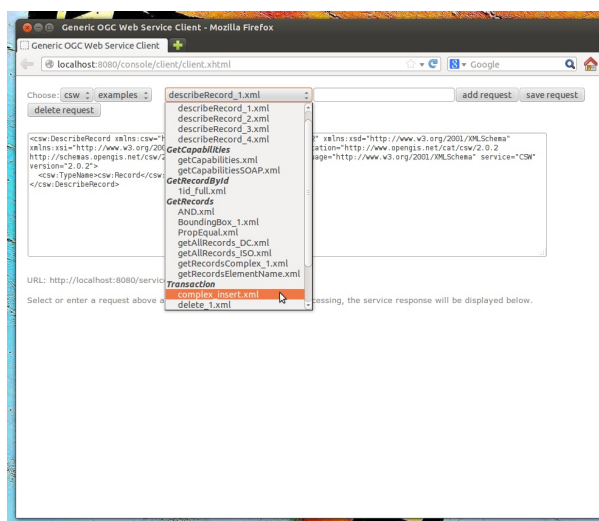 Generic OGC Web Service Client - Mozilla Firefox
Generic OGC Web Service Client
localhost:8080/console/client/client.xhtml
Google
Choose: csw examples describeRecord_1.xml add request save request
delete request
describeRecord_1.xml
describeRecord_2.xml
describeRecord_3.xml
describeRecord_4.xml
GetCapabilities
getCapabilities.xml
getCapabilitiesSOAP.xml
GetRecordById
1id_full.xml
GetRecords
AND.xml
BoundingBox_1.xml
PropEqual.xml
getAllRecords_DC.xml
getAllRecords_ISO.xml
getRecordsComplex_1.xml
getRecordsElementName.xml
Transaction
complex_insert.xml
delete_1.xml
<csw:DescribeRecord xmlns:csw="h 2" xmlns:xsd="http://www.w3.org/2001/XMLSchema"
xmlns:xsi="http://www.w3.org/200 cation="http://www.opengis.net/cat/csw/2.0.2
http://schemas.opengis.net/csw/2 uage="http://www.w3.org/2001/XMLSchema" service="CSW"
version="2.0.2">
<csw:TypeName>csw:Record</csw:
</csw:DescribeRecord>
URL: http://localhost:8080/servic
Select or enter a request above a cessing, the service response will be displayed below.